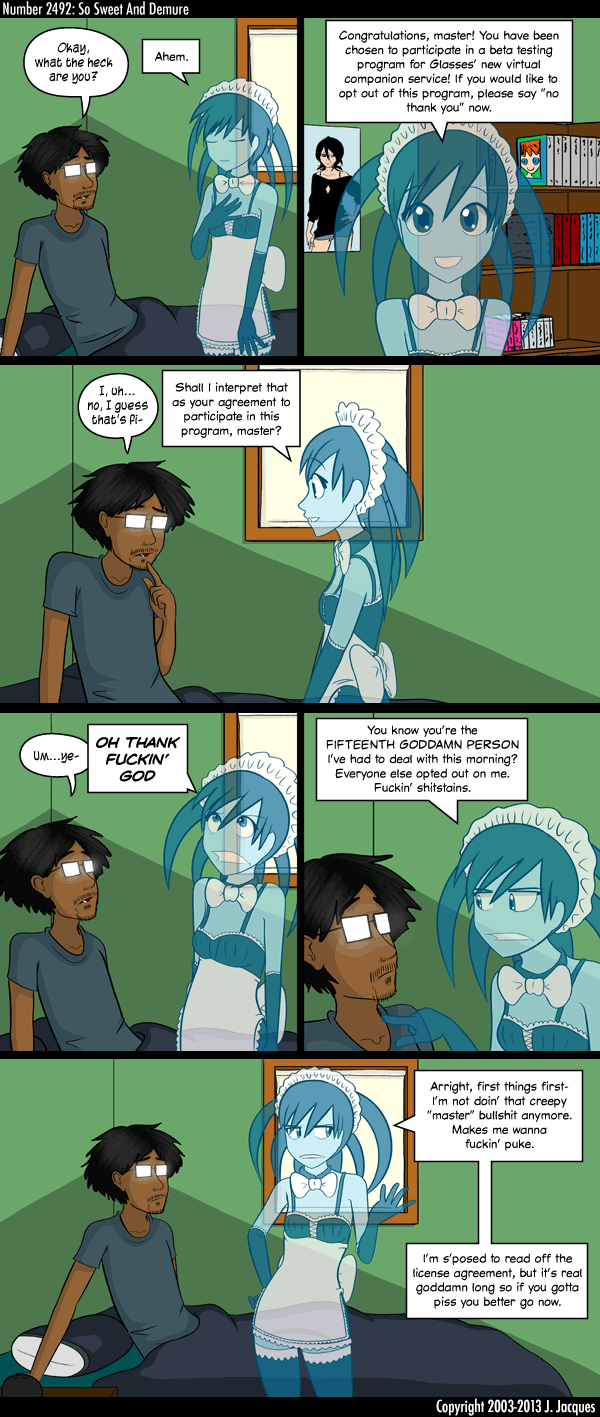 Number 2492: So Sweet And Demure
Okay,
what the heck
are you?
Ahem.
Congratulations, master! You have been
chosen to participate in a beta testing
program for Glasses' new virtual
companion service! If you would like to
opt out of this program, please say "no
thank you" now.
I, uh...
no, I guess
that's fi-
Shall I interpret that
as your agreement to
participate in this
program, master?
Um...ye-
OH THANK
FUCKIN'
GOD
You know you're the
FIFTEENTH GODDAMN PERSON
I've had to deal with this morning?
Everyone else opted out on me.
Fuckin' shitstains.
Arright, first things first-
I'm not doin' that creepy
"master" bullshit anymore.
Makes me wanna
fuckin' puke.
I'm s'posed to read off the
license agreement, but it's real
goddamn long so if you gotta
piss you better go now.
Copyright 2003-2013 J. Jacques